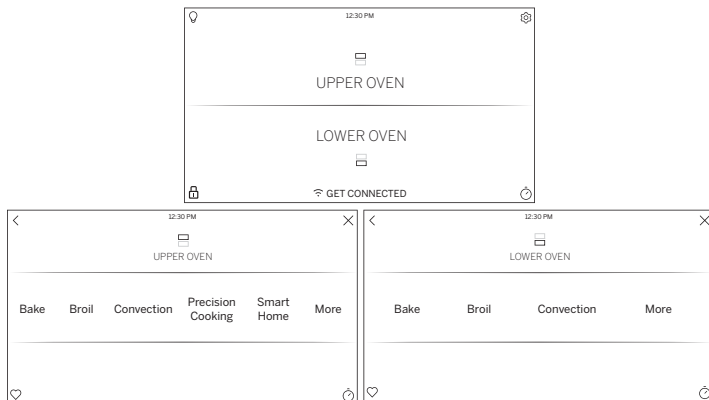 12:30 PM
UPPER OVEN
LOWER OVEN
GET CONNECTED
12:30 PM
UPPER OVEN
Bake Broil Convection Precision Cooking Smart Home More
12:30 PM
LOWER OVEN
Bake Broil Convection More